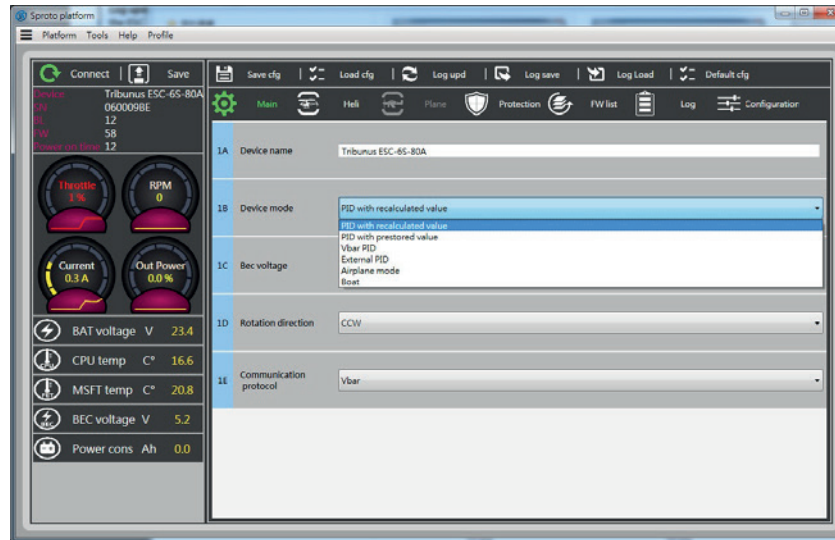 Sproto platform
Platform Tools Help Profile
Connect Save
Save cfg Load cfg Log upd Log save Log Load Default cfg
Main Heli Plane Protection FW list Log Configuration
Device Tribunus ESC-6S-80A
SN 0600098E
BL 12
FW 58
Power on time 12
Throttle
1 %
RPM
0
Current
0.3 A
Out Power
0.0 %
BAT voltage V 23.4
CPU temp C° 16.6
MSFT temp C° 20.8
BEC voltage V 5.2
Power cons Ah 0.0
1A Device name Tribunus ESC-6S-80A
1B Device mode PID with recalculated value
PID with recalculated value
PID with prestored value
Vbar PID
External PID
Airplane mode
Boat
1C Bec voltage
1D Rotation direction CCW
1E Communication protocol Vbar